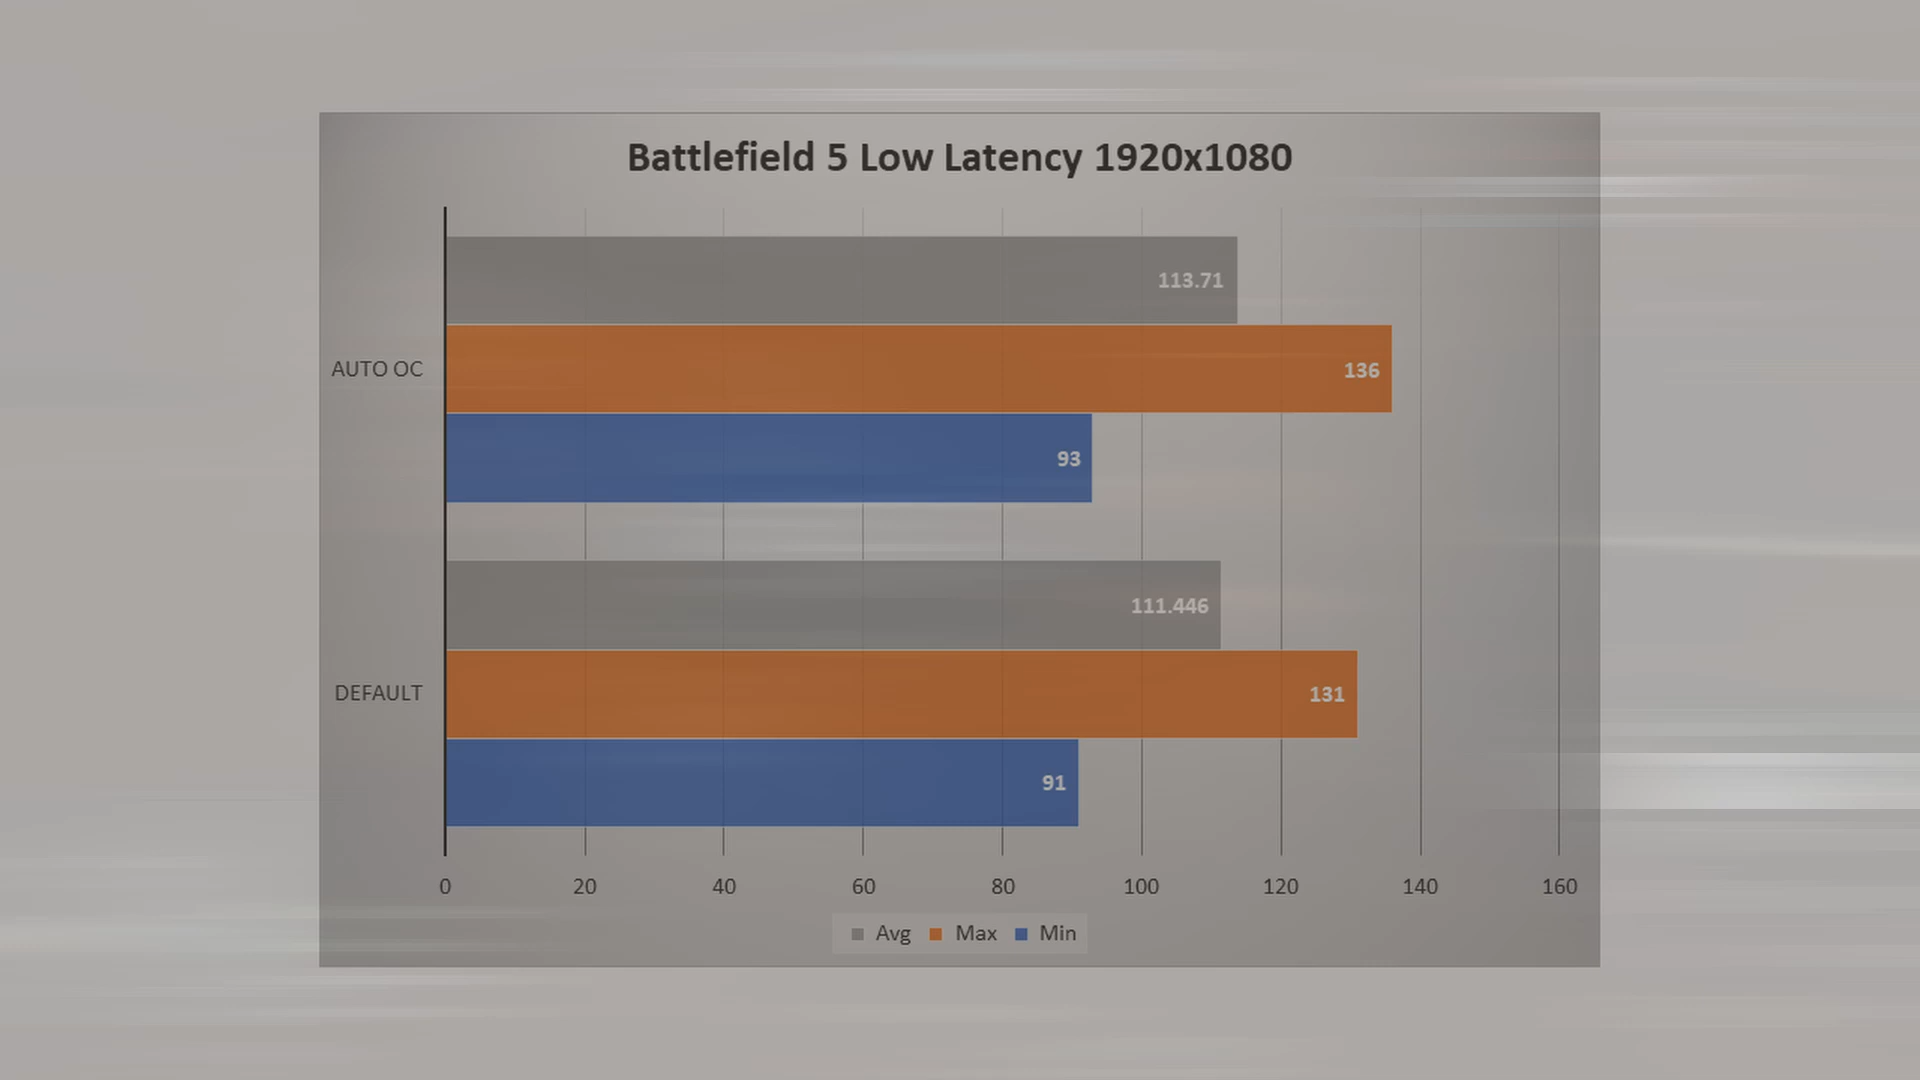 Battlefield 5 Low Latency 1920x1080
113.71
AUTO OC
136
93
111.446
DEFAULT
131
91
0 20 40 60 80 100 120 140 160
Avg Max Min